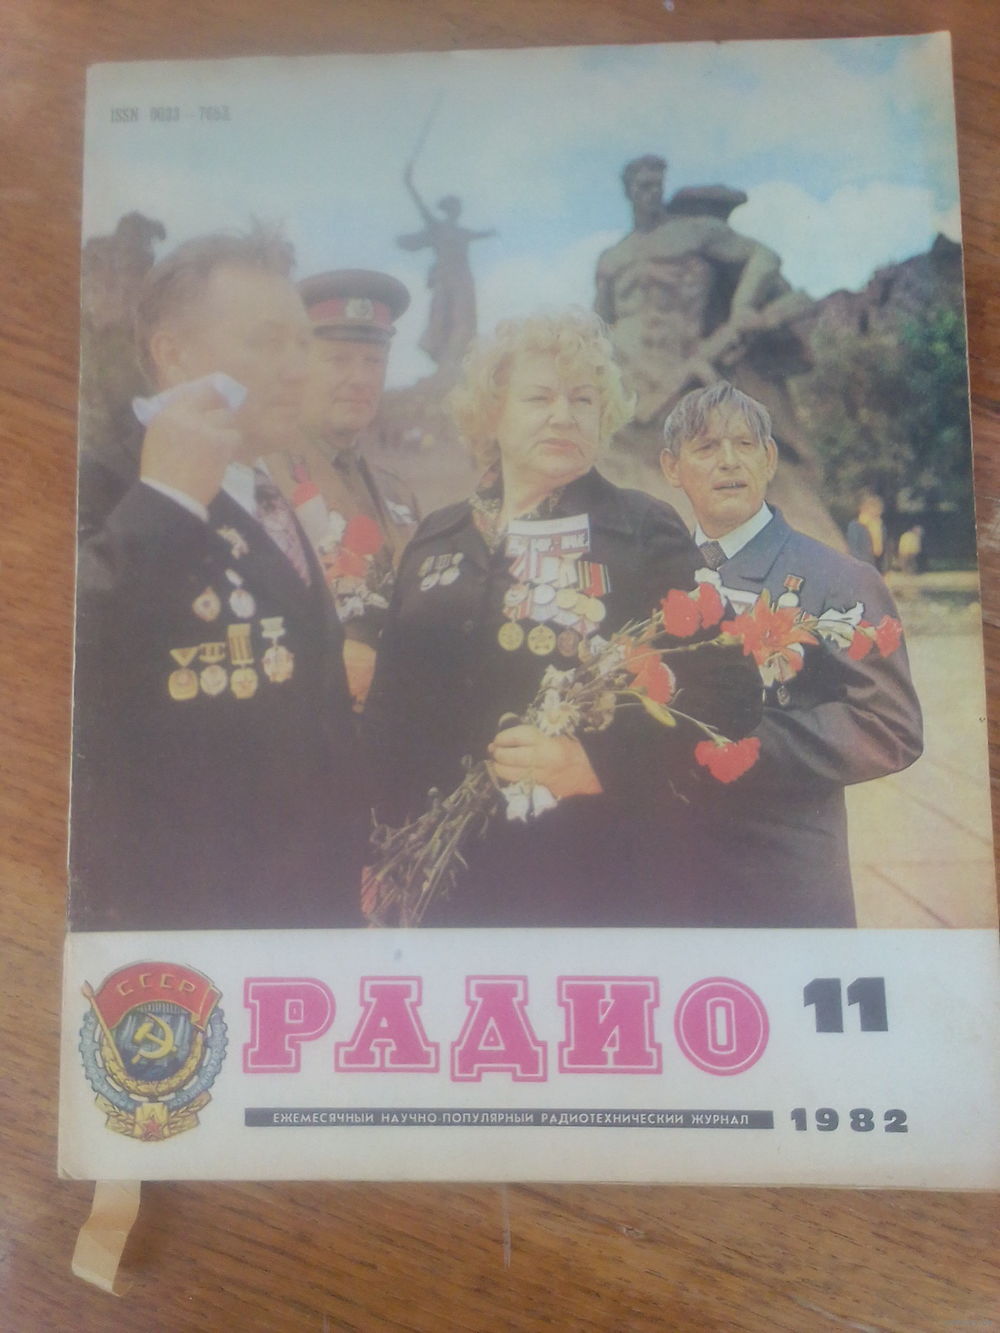 ISSN 0033-765X
СССР
РАДИО 11
ЕЖЕМЕСЯЧНЫЙ НАУЧНО-ПОПУЛЯРНЫЙ РАДИОТЕХНИЧЕСКИЙ ЖУРНАЛ 1982